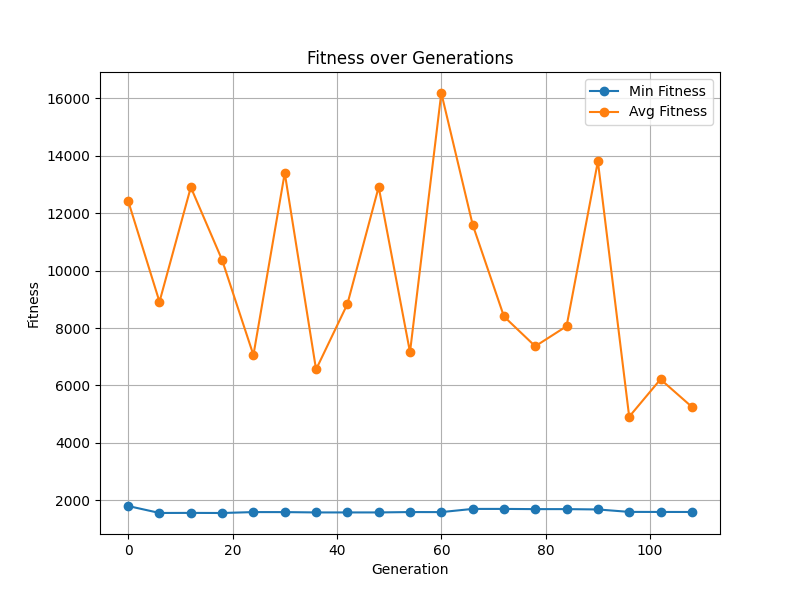 Fitness over Generations
Min Fitness
Avg Fitness
16000
14000
12000
10000
8000
6000
4000
2000
Fitness
0 20 40 60 80 100
Generation